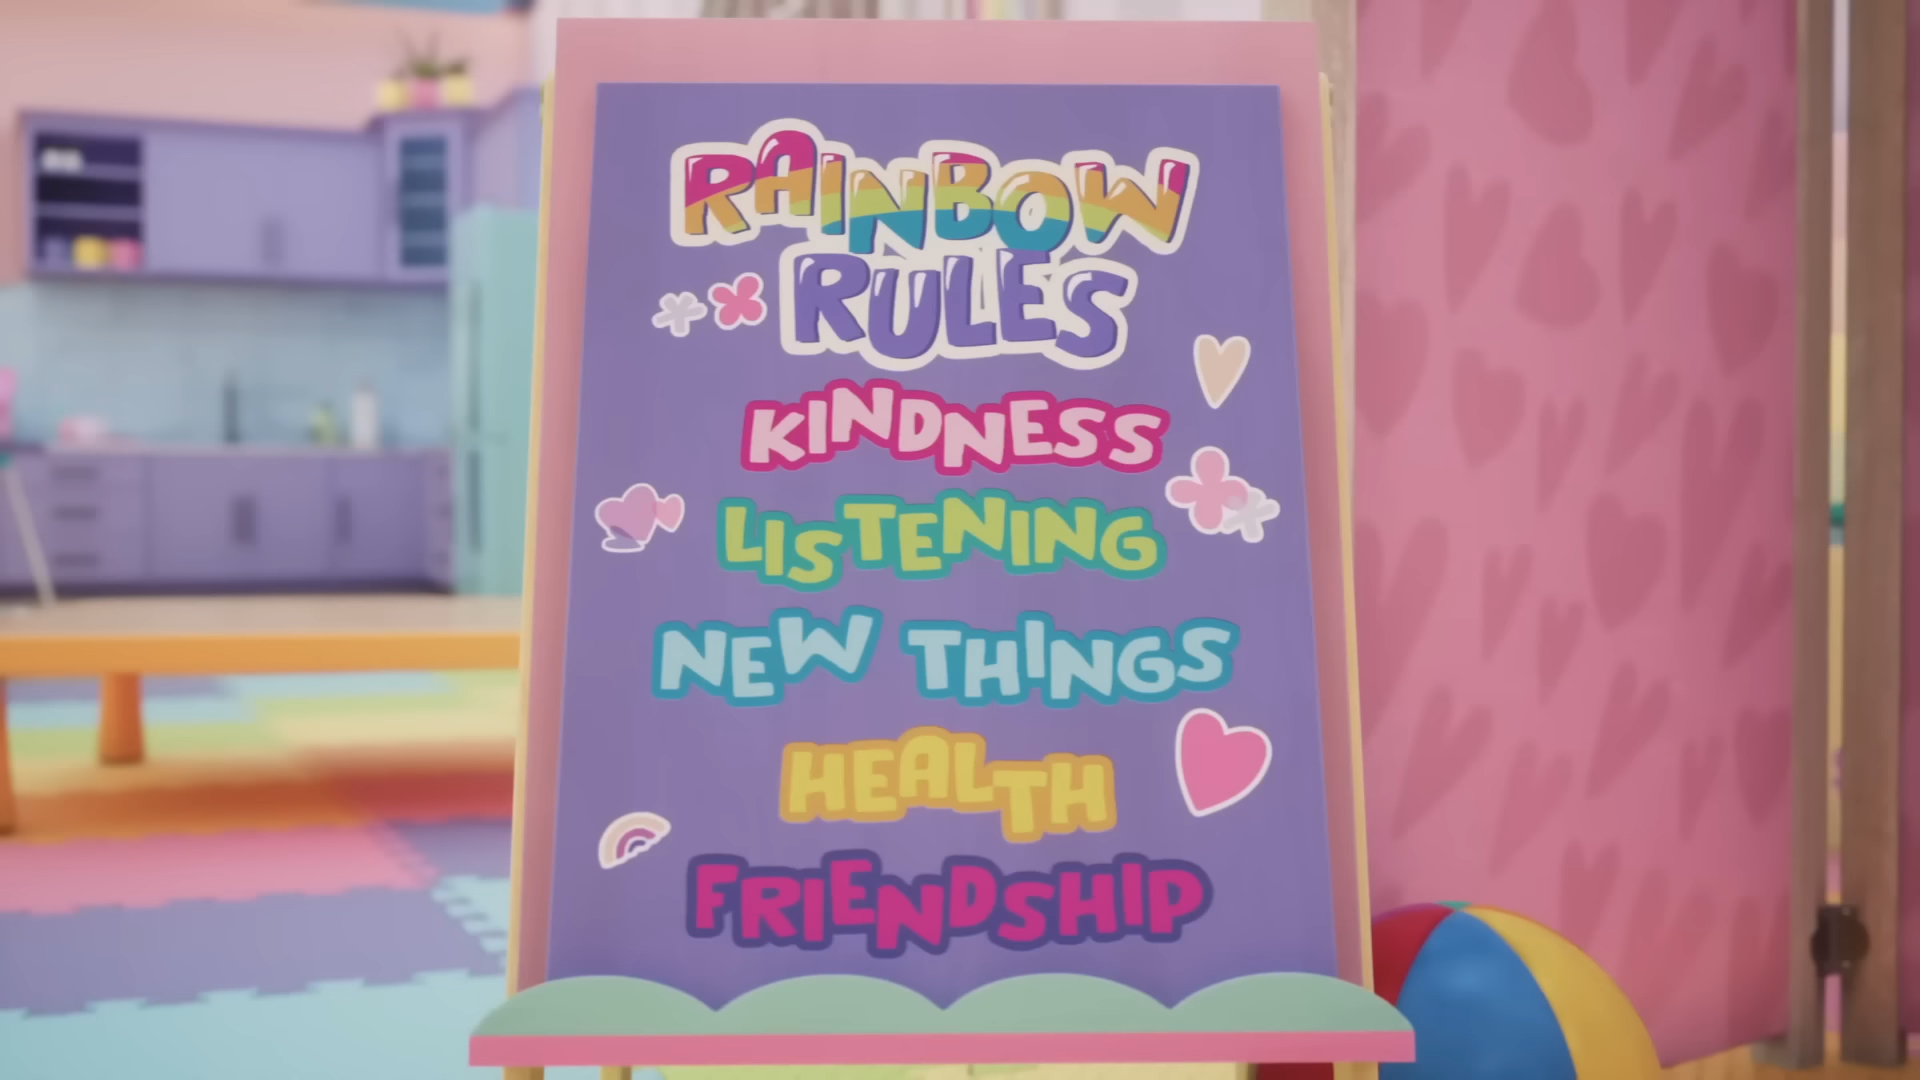 RAINBOW
RULES
KINDNESS
LISTENING
NEW THINGS
HEALTH
FRIENDSHIP